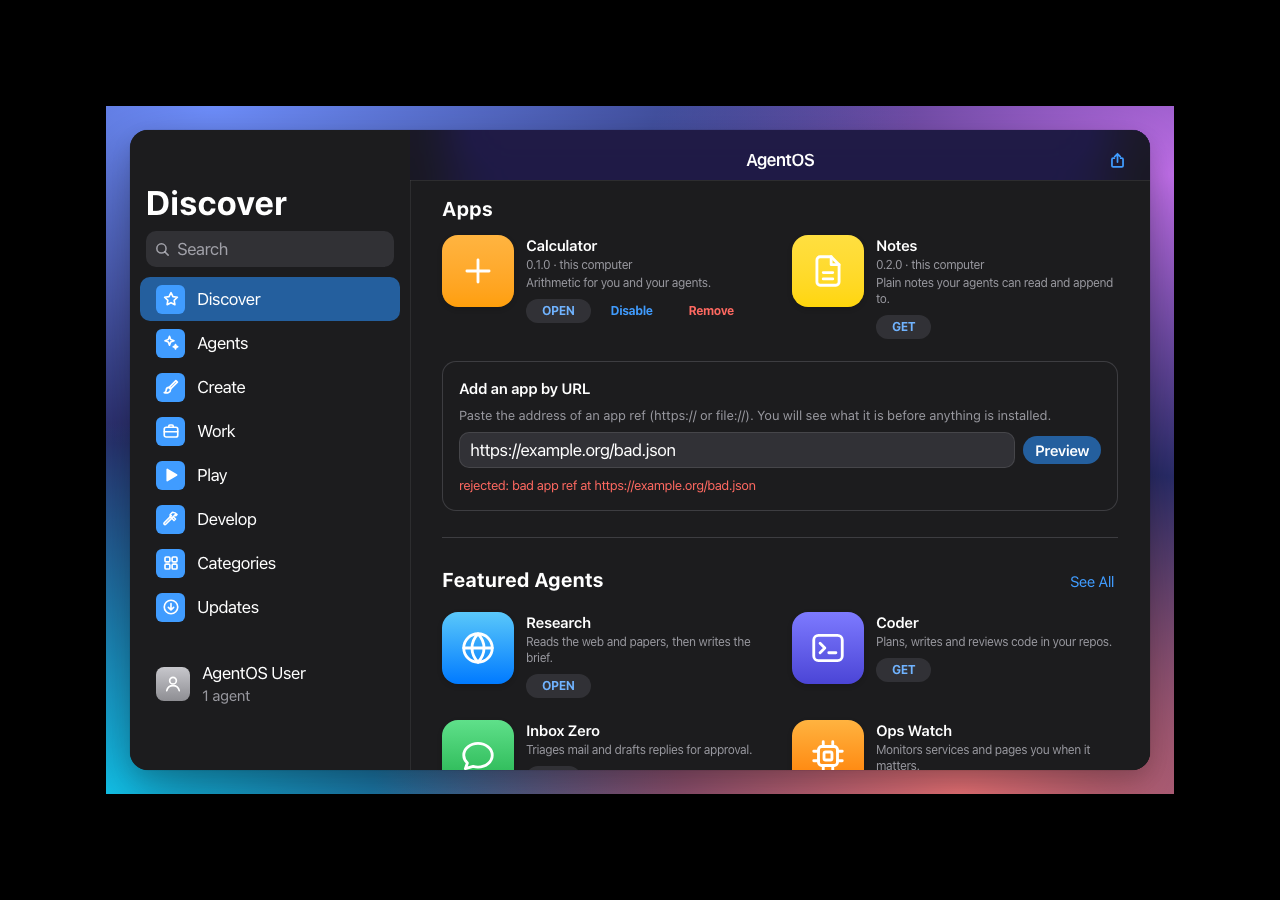 AgentOS
Discover
Search
Discover
Agents
Create
Work
Play
Develop
Categories
Updates
AgentOS User
1 agent
Apps
Calculator
0.1.0 · this computer
Arithmetic for you and your agents.
OPEN Disable Remove
Notes
0.2.0 · this computer
Plain notes your agents can read and append
to.
GET
Add an app by URL
Paste the address of an app ref (https:// or file://). You will see what it is before anything is installed.
https://example.org/bad.json Preview
rejected: bad app ref at https://example.org/bad.json
Featured Agents See All
Research
Reads the web and papers, then writes the
brief.
OPEN
Coder
Plans, writes and reviews code in your repos.
GET
Inbox Zero
Triages mail and drafts replies for approval.
Ops Watch
Monitors services and pages you when it
matters.